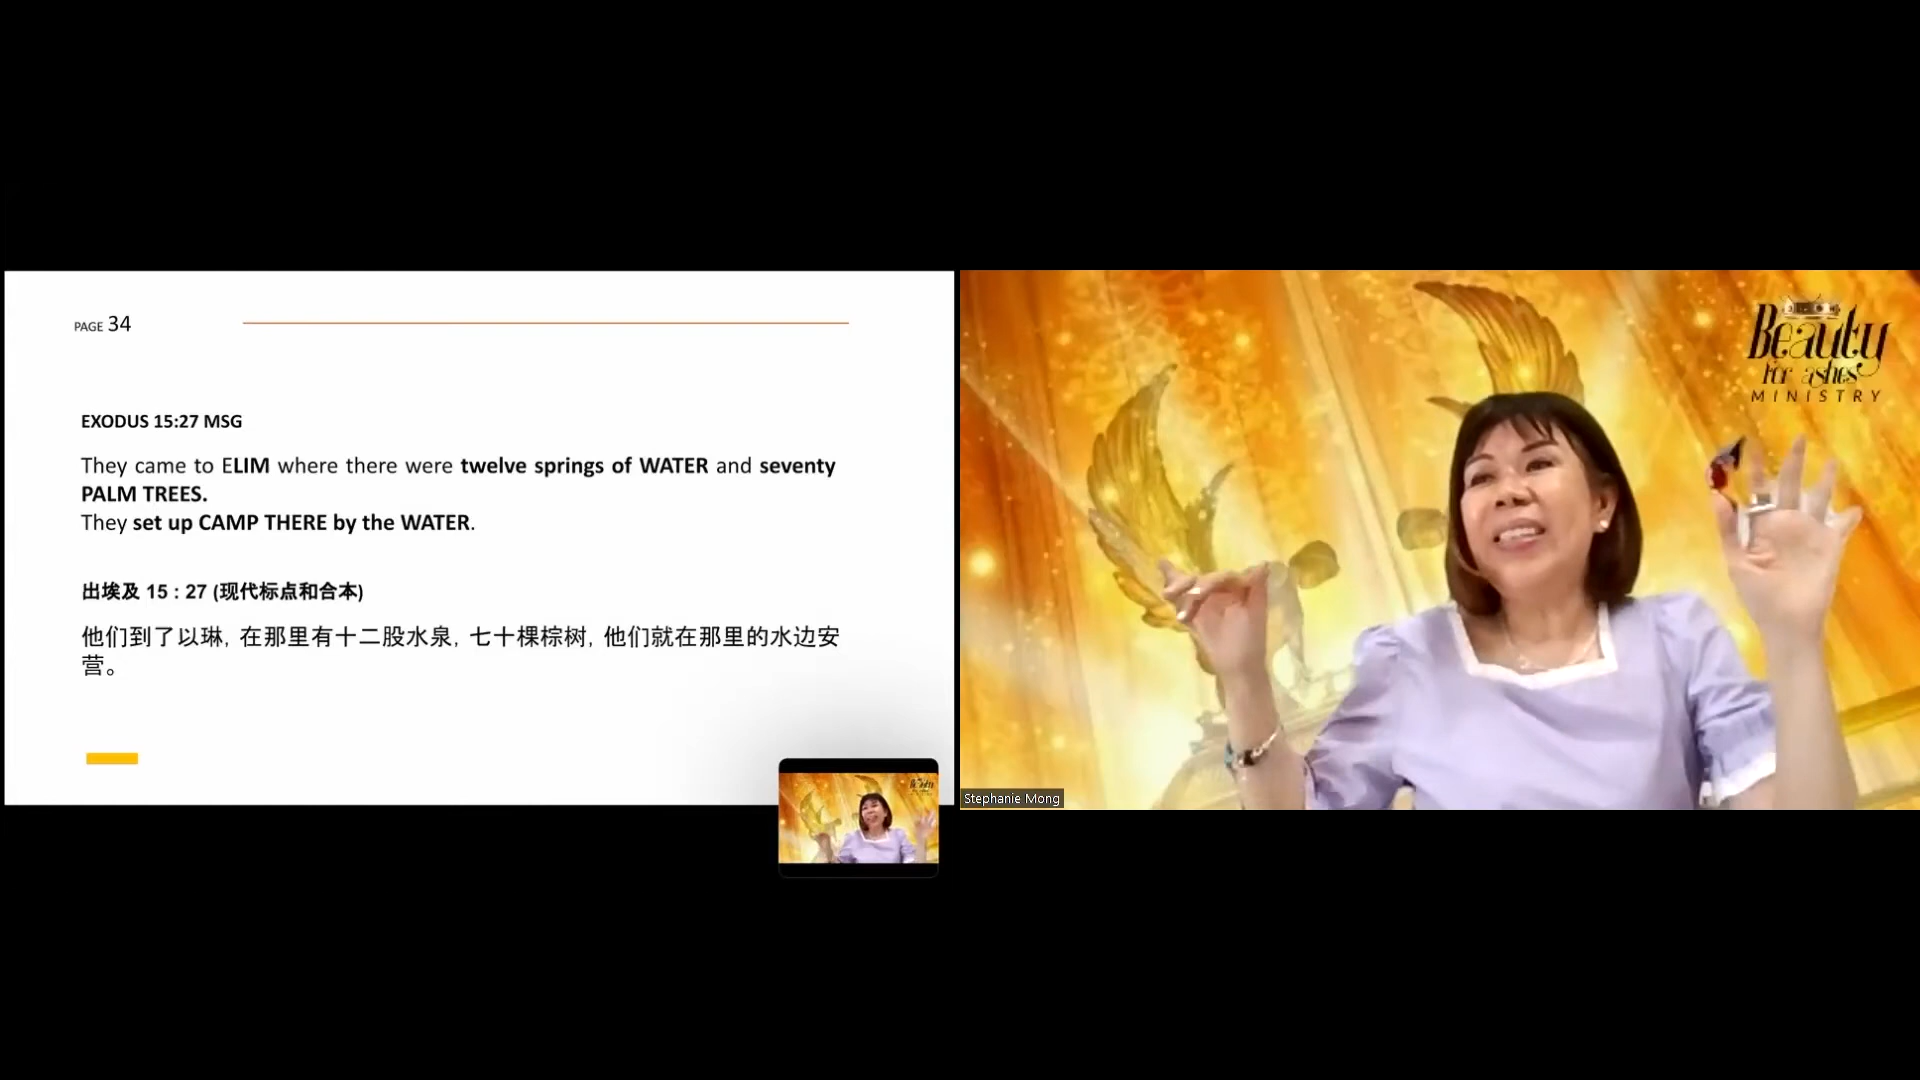 PAGE 34
EXODUS 15:27 MSG
They came to ELIM where there were twelve springs of WATER and seventy
PALM TREES.
They set up CAMP THERE by the WATER.
出埃及 15 : 27 (现代标点和合本)
他们到了以琳, 在那里有十二股水泉, 七十棵棕树, 他们就在那里的水边安
营。
Beauty
For ashes
MINISTRY
Stephanie Mong